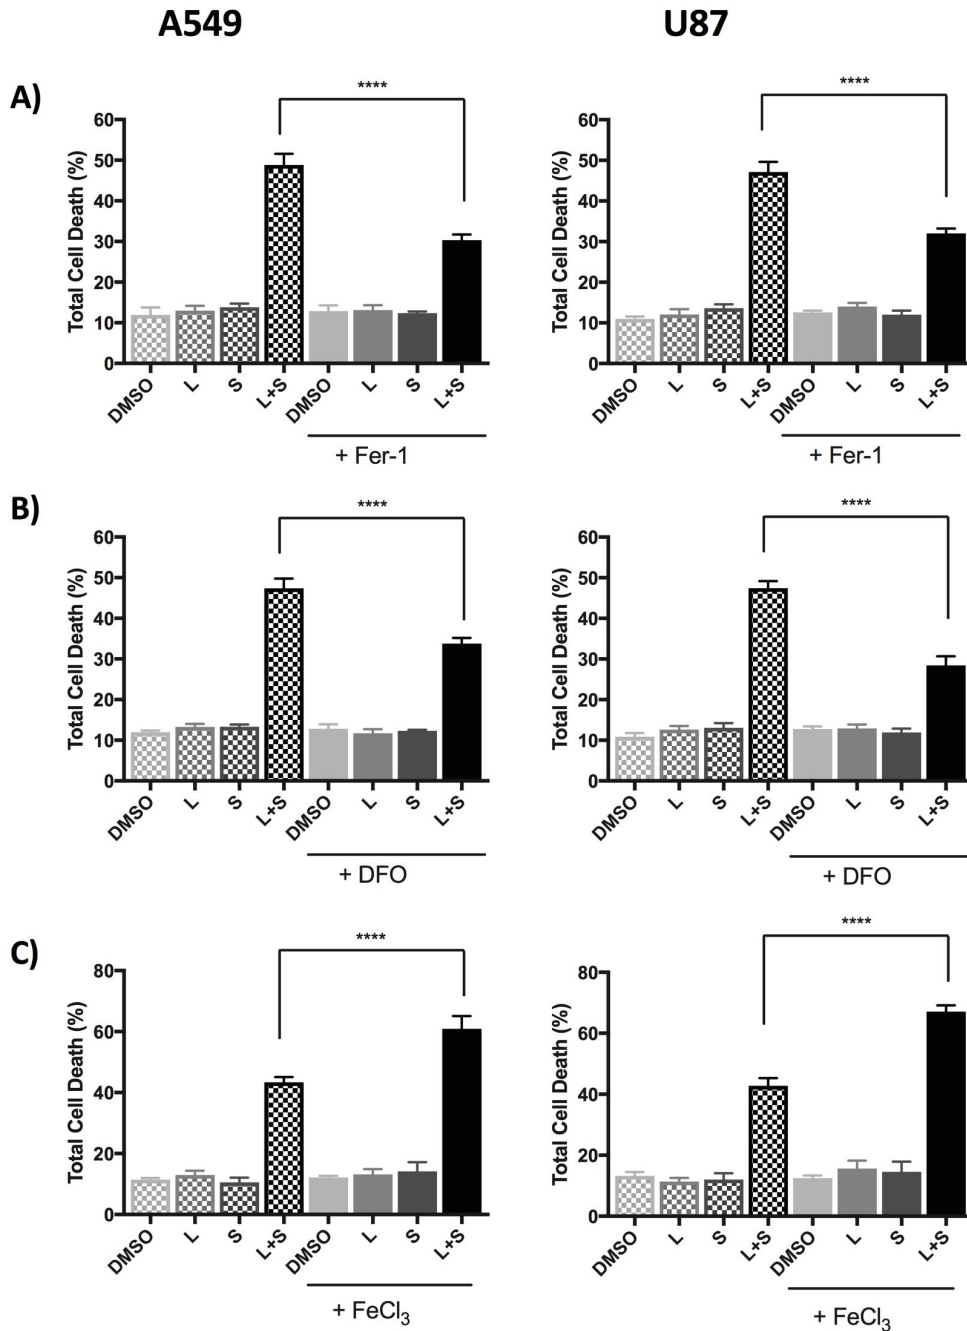 A549 U87
A)
****
****
Total Cell Death (%)
60
50
40
30
20
10
0
DMSO L S L+S DMSO L S L+S
+ Fer-1
Total Cell Death (%)
60
50
40
30
20
10
0
DMSO L S L+S DMSO L S L+S
+ Fer-1
B)
****
****
Total Cell Death (%)
60
50
40
30
20
10
0
DMSO L S L+S DMSO L S L+S
+ DFO
Total Cell Death (%)
60
50
40
30
20
10
0
DMSO L S L+S DMSO L S L+S
+ DFO
C)
****
****
Total Cell Death (%)
80
60
40
20
0
DMSO L S L+S DMSO L S L+S
+ FeCl₃
Total Cell Death (%)
80
60
40
20
0
DMSO L S L+S DMSO L S L+S
+ FeCl₃